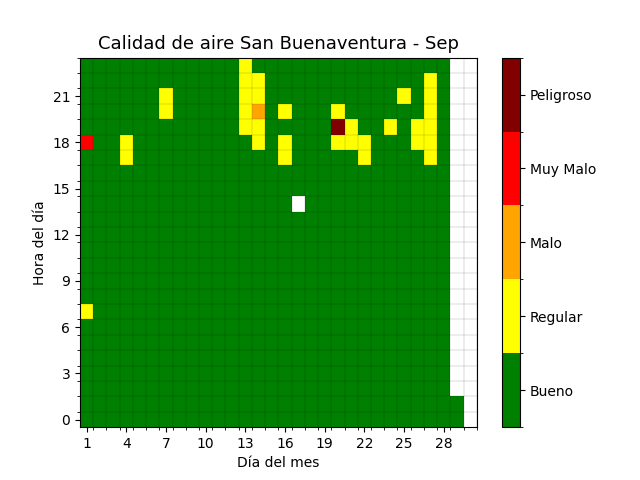 Calidad de aire San Buenaventura - Sep
Hora del día
21
18
15
12
9
6
3
0
1 4 7 10 13 16 19 22 25 28
Día del mes
Peligroso
Muy Malo
Malo
Regular
Bueno